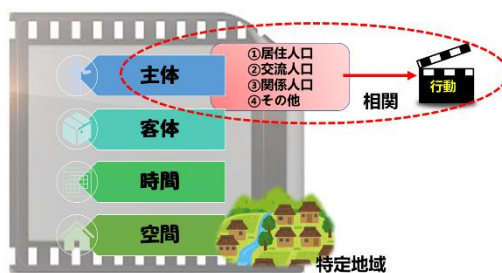 主体
①居住人口
②交流人口
③関係人口
④その他
行動
相関
客体
時間
空間
特定地域